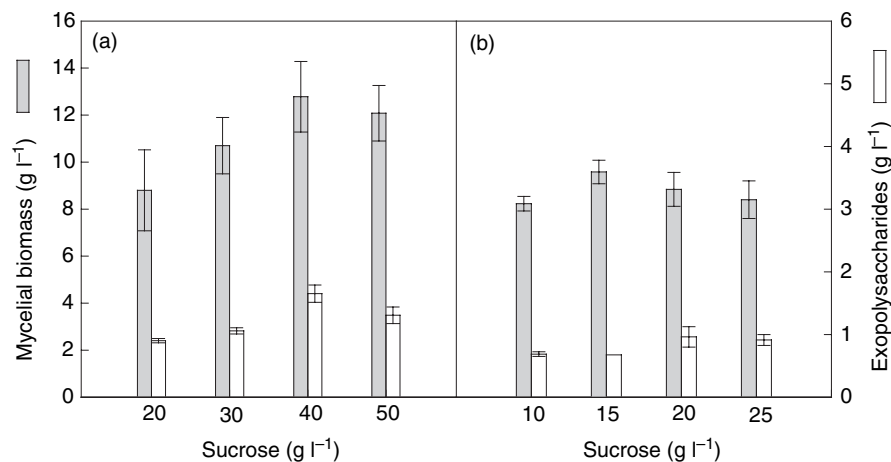 (a)
(b)
Mycelial biomass (g l⁻¹)
16
14
12
10
8
6
4
2
0
20 30 40 50
Sucrose (g l⁻¹)
10 15 20 25
Sucrose (g l⁻¹)
6
5
4
3
2
1
0
Exopolysaccharides (g l⁻¹)